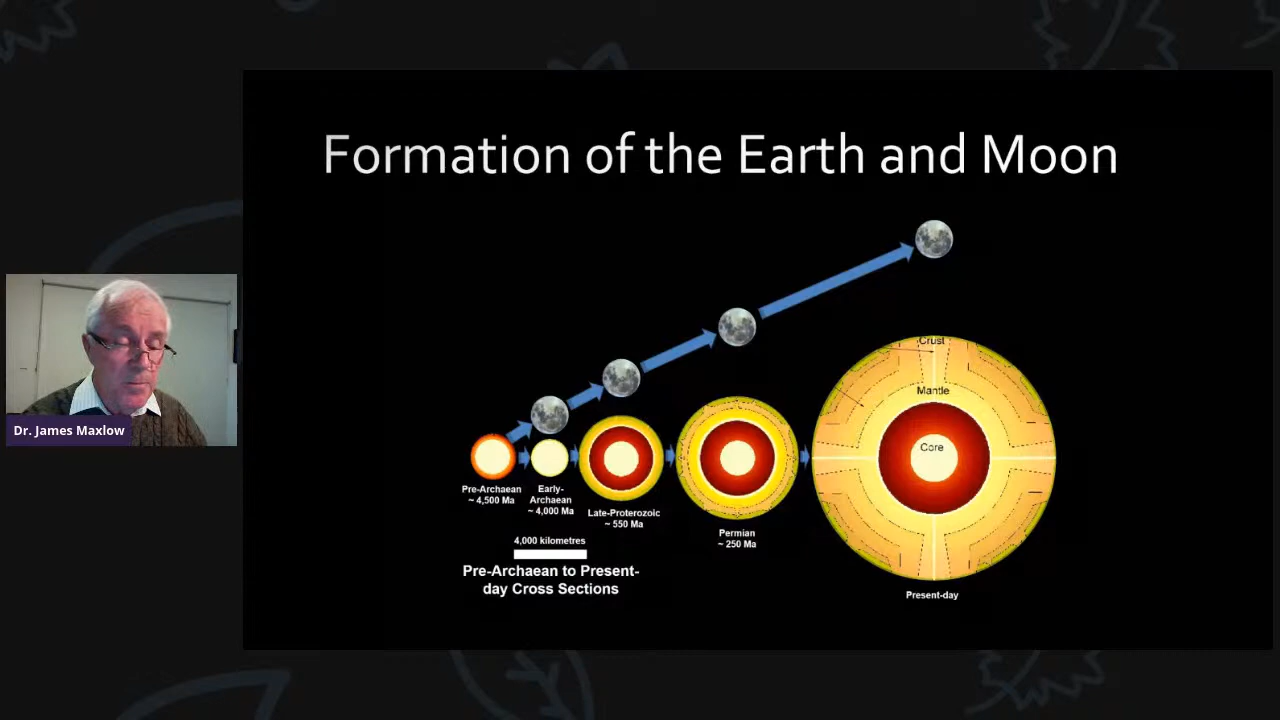 Formation of the Earth and Moon
Crust
Mantle
Core
Dr. James Maxlow
Pre-Archaean
~ 4,500 Ma
Early-
Archaean
~ 4,000 Ma
Late-Proterozoic
~ 550 Ma
Permian
~ 250 Ma
4,000 kilometres
Pre-Archaean to Present-
day Cross Sections
Present-day